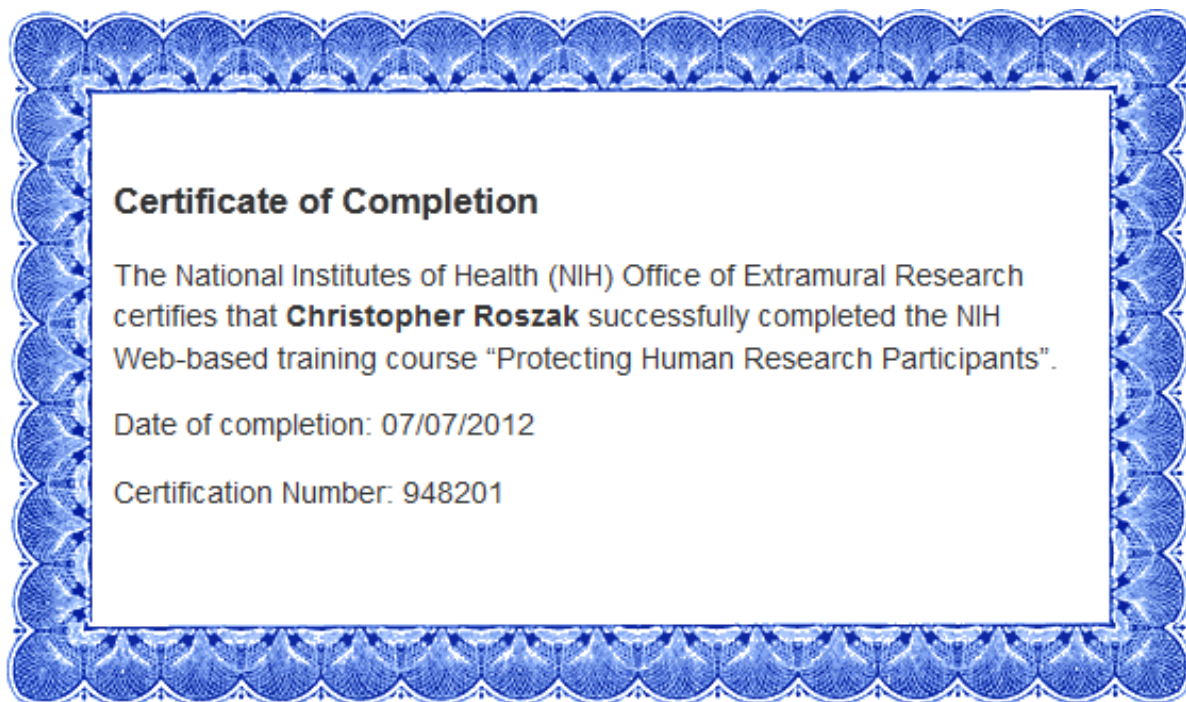 Certificate of Completion
The National Institutes of Health (NIH) Office of Extramural Research
certifies that Christopher Roszak successfully completed the NIH
Web-based training course “Protecting Human Research Participants”.
Date of completion: 07/07/2012
Certification Number: 948201